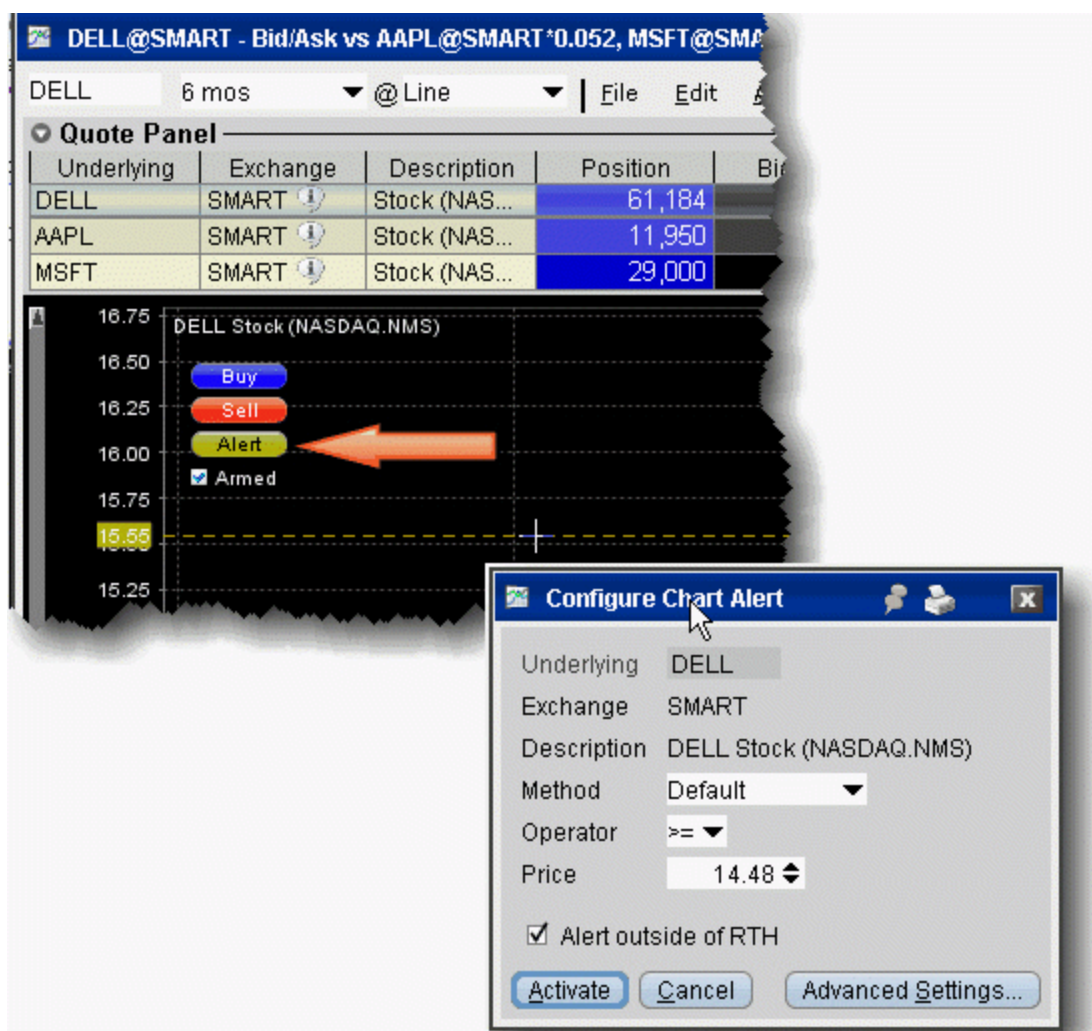 DELL@SMART - Bid/Ask vs AAPL@SMART*0.052, MSFT@SMA
DELL 6 mos @ Line File Edit
Quote Panel
Underlying Exchange Description Position Bid
DELL SMART Stock (NAS... 61,184
AAPL SMART Stock (NAS... 11,950
MSFT SMART Stock (NAS... 29,000
16.75
DELL Stock (NASDAQ.NMS)
16.50
Buy
16.25
Sell
16.00
Alert
Armed
15.75
15.55
15.25
Configure Chart Alert
Underlying DELL
Exchange SMART
Description DELL Stock (NASDAQ.NMS)
Method Default
Operator >=
Price 14.48
Alert outside of RTH
Activate Cancel Advanced Settings...